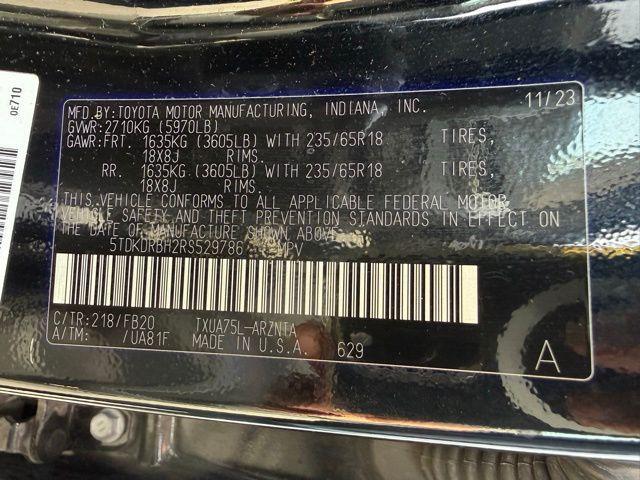 0E710
MFD.BY:TOYOTA MOTOR MANUFACTURING, INDIANA, INC. 11/23
GVWR:2710KG (5970LB)
GAWR:FRT. 1635KG (3605LB) WITH 235/65R18 TIRES,
18X8J RIMS.
RR. 1635KG (3605LB) WITH 235/65R18 TIRES,
18X8J RIMS.
THIS VEHICLE CONFORMS TO ALL APPLICABLE FEDERAL MOTOR
VEHICLE SAFETY AND THEFT PREVENTION STANDARDS IN EFFECT ON
THE DATE OF MANUFACTURE SHOWN ABOVE.
5TDKDRBH2RS529786 MPV
C/TR:218/FB20 TXUA75L-ARZNTA
A/TM: /UA81F MADE IN U.S.A. 629 A